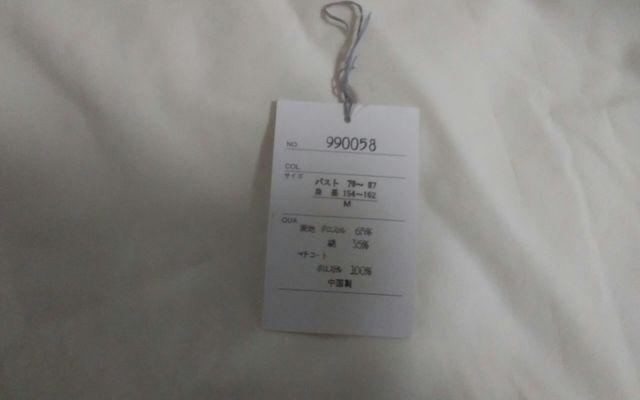 NO. 990058
COL.
サイズ
バスト 79～87
身長 154～162
M
QUA
表地 ポリエステル 65%
綿 35%
マチコート
ポリエステル 100%
中国製